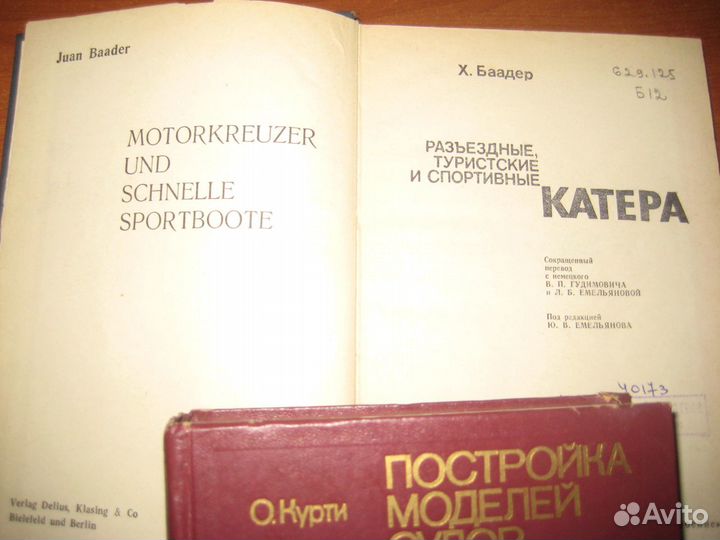 Juan Baader
MOTORKREUZER
UND
SCHNELLE
SPORTBOOTE
Verlag Delius, Klasing & Co
Bielefeld und Berlin
Х. Баадер
629.125
Б12
РАЗЪЕЗДНЫЕ,
ТУРИСТСКИЕ
И СПОРТИВНЫЕ
КАТЕРА
Сокращенный
перевод
с немецкого
В. П. ГУДИМОВИЧА
и Л. Б. ЕМЕЛЬЯНОВОЙ
Под редакцией
Ю. В. ЕМЕЛЬЯНОВА
40173
О.Курти
ПОСТРОЙКА
МОДЕЛЕЙ
СУДОВ
Avito